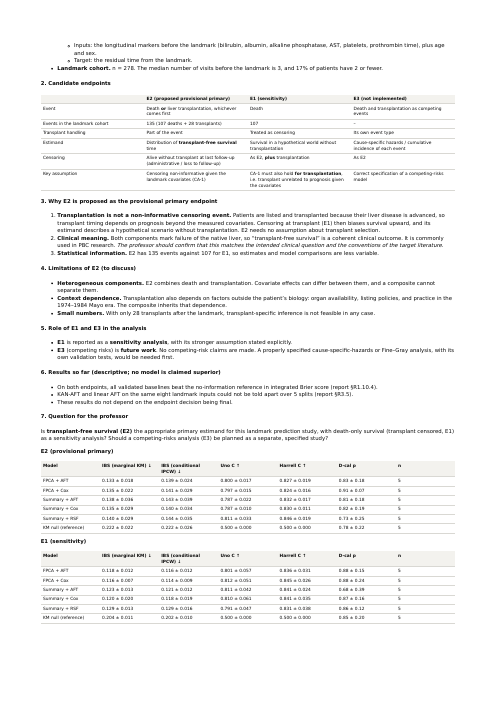 Inputs: the longitudinal markers before the landmark (bilirubin, albumin, alkaline phosphatase, AST, platelets, prothrombin time), plus age
and sex.
Target: the residual time from the landmark.
Landmark cohort. n = 278. The median number of visits before the landmark is 3, and 17% of patients have 2 or fewer.
2. Candidate endpoints
E2 (proposed provisional primary) E1 (sensitivity) E3 (not implemented)
Event Death or liver transplantation, whichever Death Death and transplantation as competing
comes first events
Events in the landmark cohort 135 (107 deaths + 28 transplants) 107 –
Transplant handling Part of the event Treated as censoring Its own event type
Estimand Distribution of transplant-free survival Survival in a hypothetical world without Cause-specific hazards / cumulative
time transplantation incidence of each event
Censoring Alive without transplant at last follow-up As E2, plus transplantation As E2
(administrative / loss to follow-up)
Key assumption Censoring non-informative given the CA-1 must also hold for transplantation, Correct specification of a competing-risks
landmark covariates (CA-1) i.e. transplant unrelated to prognosis given model
the covariates
3. Why E2 is proposed as the provisional primary endpoint
1. Transplantation is not a non-informative censoring event. Patients are listed and transplanted because their liver disease is advanced, so
transplant timing depends on prognosis beyond the measured covariates. Censoring at transplant (E1) then biases survival upward, and its
estimand describes a hypothetical scenario without transplantation. E2 needs no assumption about transplant selection.
2. Clinical meaning. Both components mark failure of the native liver, so "transplant-free survival" is a coherent clinical outcome. It is commonly
used in PBC research. The professor should confirm that this matches the intended clinical question and the conventions of the target literature.
3. Statistical information. E2 has 135 events against 107 for E1, so estimates and model comparisons are less variable.
4. Limitations of E2 (to discuss)
Heterogeneous components. E2 combines death and transplantation. Covariate effects can differ between them, and a composite cannot
separate them.
Context dependence. Transplantation also depends on factors outside the patient's biology: organ availability, listing policies, and practice in the
1974–1984 Mayo era. The composite inherits that dependence.
Small numbers. With only 28 transplants after the landmark, transplant-specific inference is not feasible in any case.
5. Role of E1 and E3 in the analysis
E1 is reported as a sensitivity analysis, with its stronger assumption stated explicitly.
E3 (competing risks) is future work. No competing-risk claims are made. A properly specified cause-specific-hazards or Fine–Gray analysis, with its
own validation tests, would be needed first.
6. Results so far (descriptive; no model is claimed superior)
On both endpoints, all validated baselines beat the no-information reference in integrated Brier score (report §R1.10.4).
KAN-AFT and linear AFT on the same eight landmark inputs could not be told apart over 5 splits (report §R3.5).
These results do not depend on the endpoint decision being final.
7. Question for the professor
Is transplant-free survival (E2) the appropriate primary estimand for this landmark prediction study, with death-only survival (transplant censored, E1)
as a sensitivity analysis? Should a competing-risks analysis (E3) be planned as a separate, specified study?
E2 (provisional primary)
Model IBS (marginal KM) ↓ IBS (conditional Uno C ↑ Harrell C ↑ D-cal p n
IPCW) ↓
FPCA + AFT 0.133 ± 0.018 0.139 ± 0.024 0.800 ± 0.017 0.827 ± 0.019 0.83 ± 0.18 5
FPCA + Cox 0.135 ± 0.022 0.141 ± 0.029 0.797 ± 0.015 0.824 ± 0.016 0.91 ± 0.07 5
Summary + AFT 0.138 ± 0.036 0.143 ± 0.039 0.787 ± 0.022 0.832 ± 0.017 0.81 ± 0.18 5
Summary + Cox 0.135 ± 0.029 0.140 ± 0.034 0.787 ± 0.010 0.830 ± 0.011 0.82 ± 0.19 5
Summary + RSF 0.140 ± 0.029 0.144 ± 0.035 0.811 ± 0.033 0.846 ± 0.019 0.73 ± 0.25 5
KM null (reference) 0.222 ± 0.022 0.222 ± 0.026 0.500 ± 0.000 0.500 ± 0.000 0.78 ± 0.22 5
E1 (sensitivity)
Model IBS (marginal KM) ↓ IBS (conditional Uno C ↑ Harrell C ↑ D-cal p n
IPCW) ↓
FPCA + AFT 0.118 ± 0.012 0.116 ± 0.012 0.801 ± 0.057 0.836 ± 0.031 0.88 ± 0.15 5
FPCA + Cox 0.116 ± 0.007 0.114 ± 0.009 0.812 ± 0.051 0.845 ± 0.026 0.88 ± 0.24 5
Summary + AFT 0.123 ± 0.013 0.121 ± 0.012 0.811 ± 0.042 0.841 ± 0.024 0.68 ± 0.39 5
Summary + Cox 0.120 ± 0.020 0.118 ± 0.019 0.810 ± 0.061 0.841 ± 0.035 0.87 ± 0.16 5
Summary + RSF 0.129 ± 0.013 0.129 ± 0.016 0.791 ± 0.047 0.831 ± 0.038 0.86 ± 0.12 5
KM null (reference) 0.204 ± 0.011 0.202 ± 0.010 0.500 ± 0.000 0.500 ± 0.000 0.85 ± 0.20 5